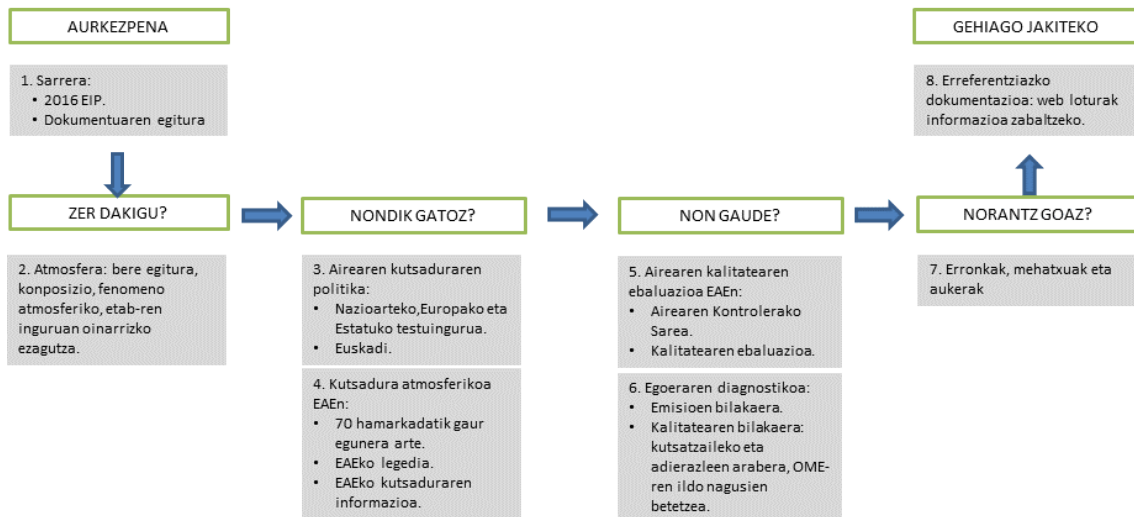 AURKEZPENA
1. Sarrera:
• 2016 EIP.
• Dokumentuaren egitura
ZER DAKIGU?
2. Atmosfera: bere egitura,
konposizio, fenomeno
atmosferiko, etab-ren
inguruan oinarrizko
ezagutza.
NONDIK GATOZ?
3. Airearen kutsaduraren
politika:
• Nazioarteko,Europako eta
Estatuko testuingurua.
• Euskadi.
4. Kutsadura atmosferikoa
EAEn:
• 70 hamarkadatik gaur
egunera arte.
• EAEko legedia.
• EAEko kutsaduraren
informazioa.
NON GAUDE?
5. Airearen kalitatearen
ebaluazioa EAEn:
• Airearen Kontrolerako
Sarea.
• Kalitatearen ebaluazioa.
6. Egoeraren diagnostikoa:
• Emisioen bilakaera.
• Kalitatearen bilakaera:
kutsatzaileko eta
adierazleen arabera, OME-
ren ildo nagusien
betetzea.
NORANTZ GOAZ?
7. Erronkak, mehatxuak eta
aukerak
GEHIAGO JAKITEKO
8. Erreferentziazko
dokumentazioa: web loturak
informazioa zabaltzeko.